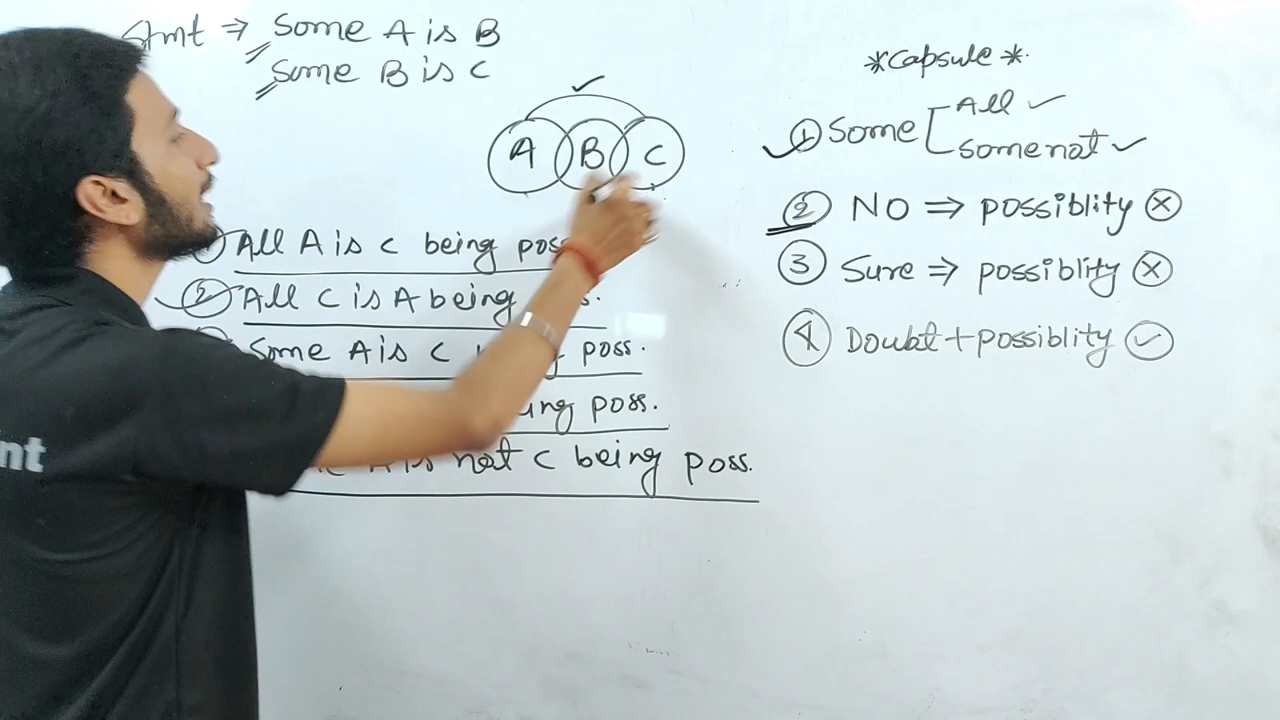 Stmt ⇒ Some A is B
Some B is C
A B C
① All A is C being poss
② All C is A being s.
Some A is C g poss.
ung poss.
A is not C being poss.
*Capsule*
① Some [ All ✓
Some not ✓
② NO ⇒ possiblity ⓧ
③ Sure ⇒ possiblity ⓧ
④ Doubt + possiblity ✓
nt